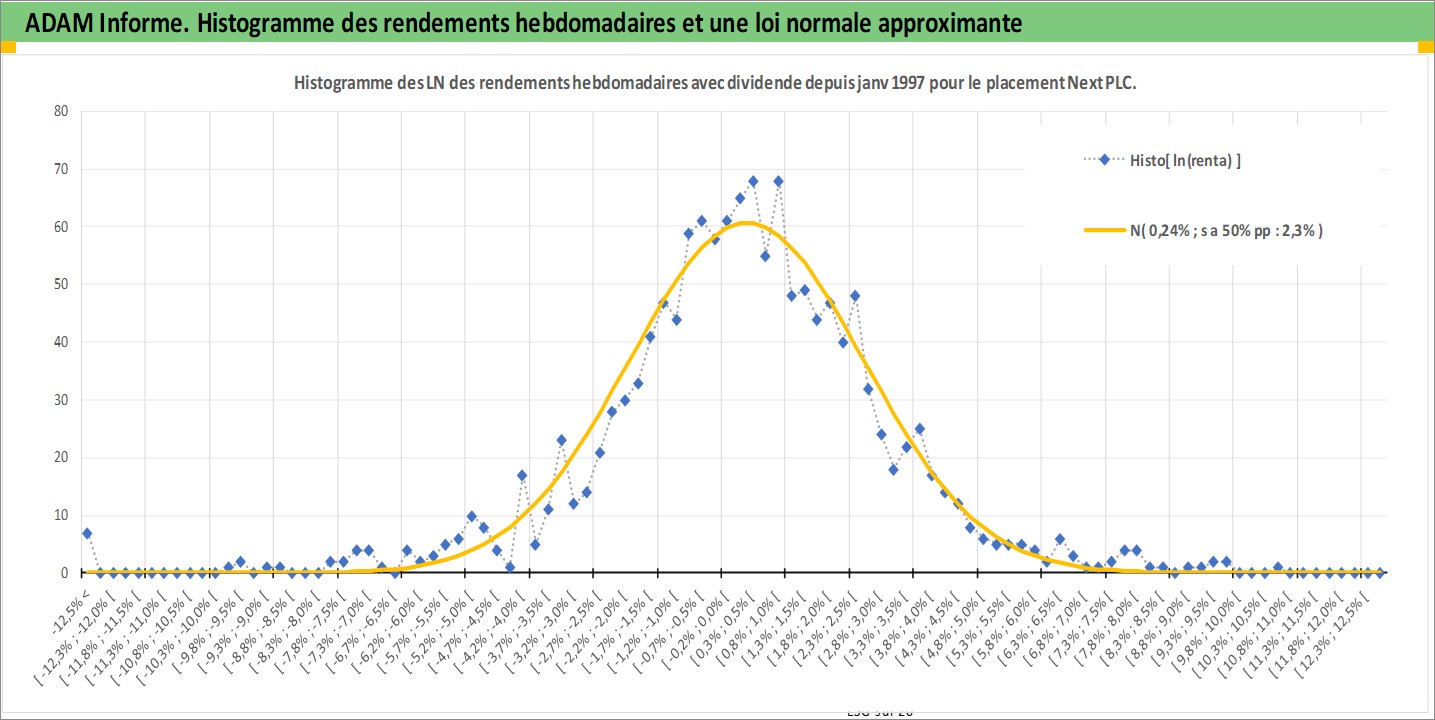 ADAM Informe. Histogramme des rendements hebdomadaires et une loi normale approximante
Histogramme des LN des rendements hebdomadaires avec dividende depuis janv 1997 pour le placement Next PLC.
80
70
60
50
40
30
20
10
0
Histo[ ln(renta) ]
N( 0,24% ; s a 50% pp : 2,3% )
-12,5% <
[ -12,3% ; -12,0% [
[ -11,8% ; -11,5% [
[ -11,3% ; -11,0% [
[ -10,8% ; -10,5% [
[ -10,3% ; -10,0% [
[ -9,8% ; -9,5% [
[ -9,3% ; -9,0% [
[ -8,8% ; -8,5% [
[ -8,3% ; -8,0% [
[ -7,8% ; -7,5% [
[ -7,3% ; -7,0% [
[ -6,7% ; -6,5% [
[ -6,2% ; -6,0% [
[ -5,7% ; -5,5% [
[ -5,2% ; -5,0% [
[ -4,7% ; -4,5% [
[ -4,2% ; -4,0% [
[ -3,7% ; -3,5% [
[ -3,2% ; -3,0% [
[ -2,7% ; -2,5% [
[ -2,2% ; -2,0% [
[ -1,7% ; -1,5% [
[ -1,2% ; -1,0% [
[ -0,7% ; -0,5% [
[ -0,2% ; 0,0% [
[ 0,3% ; 0,5% [
[ 0,8% ; 1,0% [
[ 1,3% ; 1,5% [
[ 1,8% ; 2,0% [
[ 2,3% ; 2,5% [
[ 2,8% ; 3,0% [
[ 3,3% ; 3,5% [
[ 3,8% ; 4,0% [
[ 4,3% ; 4,5% [
[ 4,8% ; 5,0% [
[ 5,3% ; 5,5% [
[ 5,8% ; 6,0% [
[ 6,3% ; 6,5% [
[ 6,8% ; 7,0% [
[ 7,3% ; 7,5% [
[ 7,8% ; 8,0% [
[ 8,3% ; 8,5% [
[ 8,8% ; 9,0% [
[ 9,3% ; 9,5% [
[ 9,8% ; 10,0% [
[ 10,3% ; 10,5% [
[ 10,8% ; 11,0% [
[ 11,3% ; 11,5% [
[ 11,8% ; 12,0% [
[ 12,3% ; 12,5% [